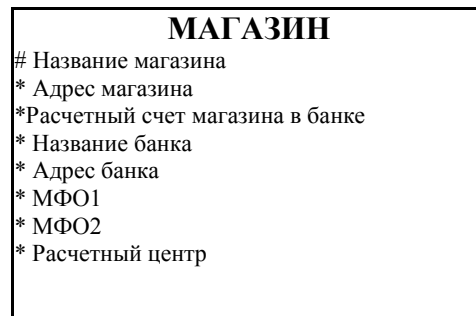 МАГАЗИН
# Название магазина
* Адрес магазина
*Расчетный счет магазина в банке
* Название банка
* Адрес банка
* МФО1
* МФО2
* Расчетный центр